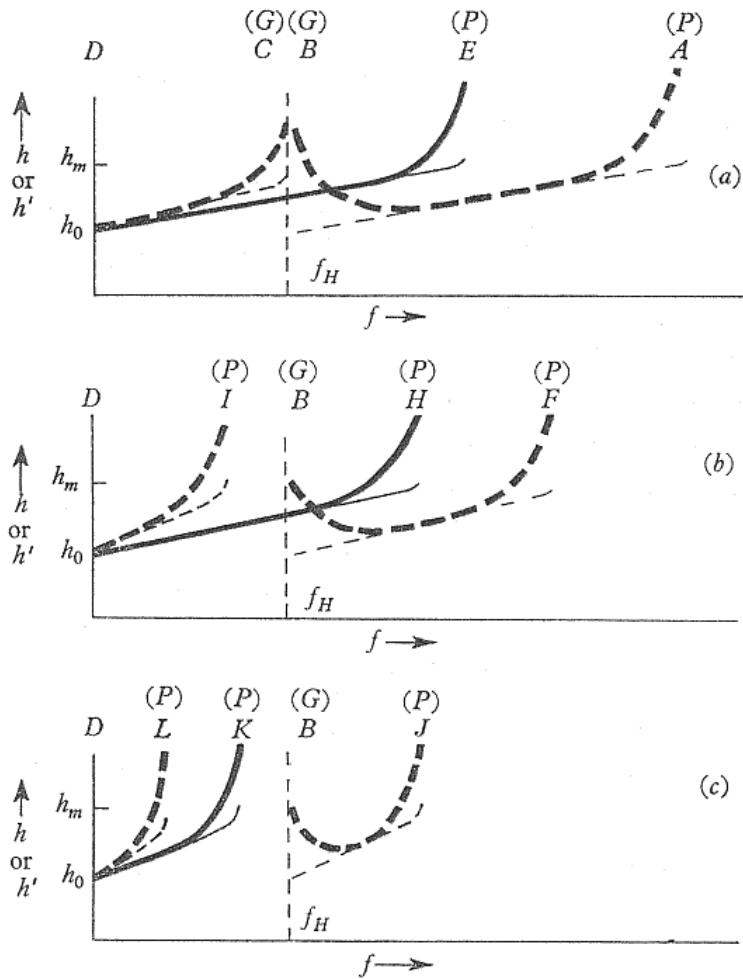 (G)(G) (P) (P)
D C B E A
h or h'
h_m
h_0
f_H
(a)
f
(P) (G) (P) (P)
D I B H F
h or h'
h_m
h_0
f_H
(b)
f
(P) (P) (G) (P)
D L K B J
h or h'
h_m
h_0
f_H
(c)
f